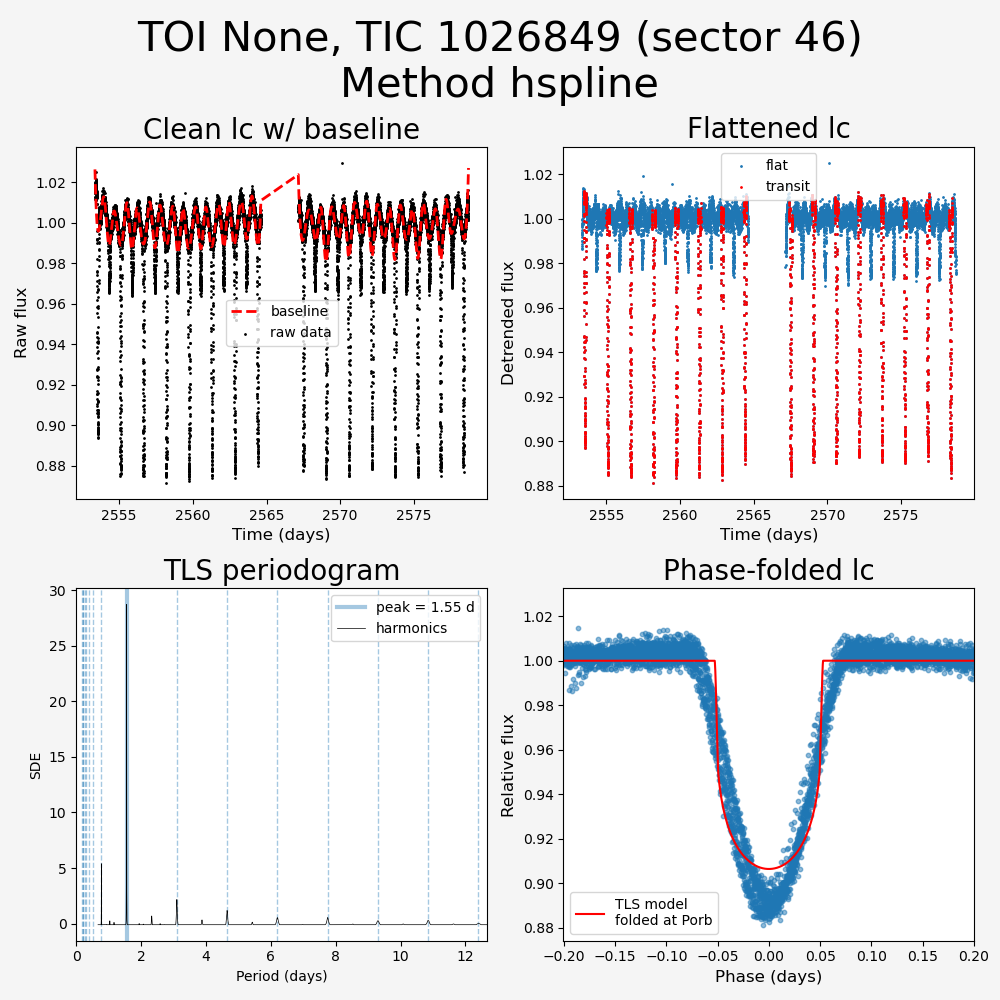 TOI None, TIC 1026849 (sector 46)
Method hspline
Clean lc w/ baseline
Raw flux
1.02
1.00
0.98
0.96
0.94
0.92
0.90
0.88
baseline
raw data
2555
2560
2565
2570
2575
Time (days)
Flattened lc
Detrended flux
1.02
1.00
0.98
0.96
0.94
0.92
0.90
0.88
flat
transit
2555
2560
2565
2570
2575
Time (days)
TLS periodogram
SDE
30
25
20
15
10
5
0
peak = 1.55 d
harmonics
0
2
4
6
8
10
12
Period (days)
Phase-folded lc
Relative flux
1.02
1.00
0.98
0.96
0.94
0.92
0.90
0.88
TLS model
folded at Porb
−0.20
−0.15
−0.10
−0.05
0.00
0.05
0.10
0.15
0.20
Phase (days)